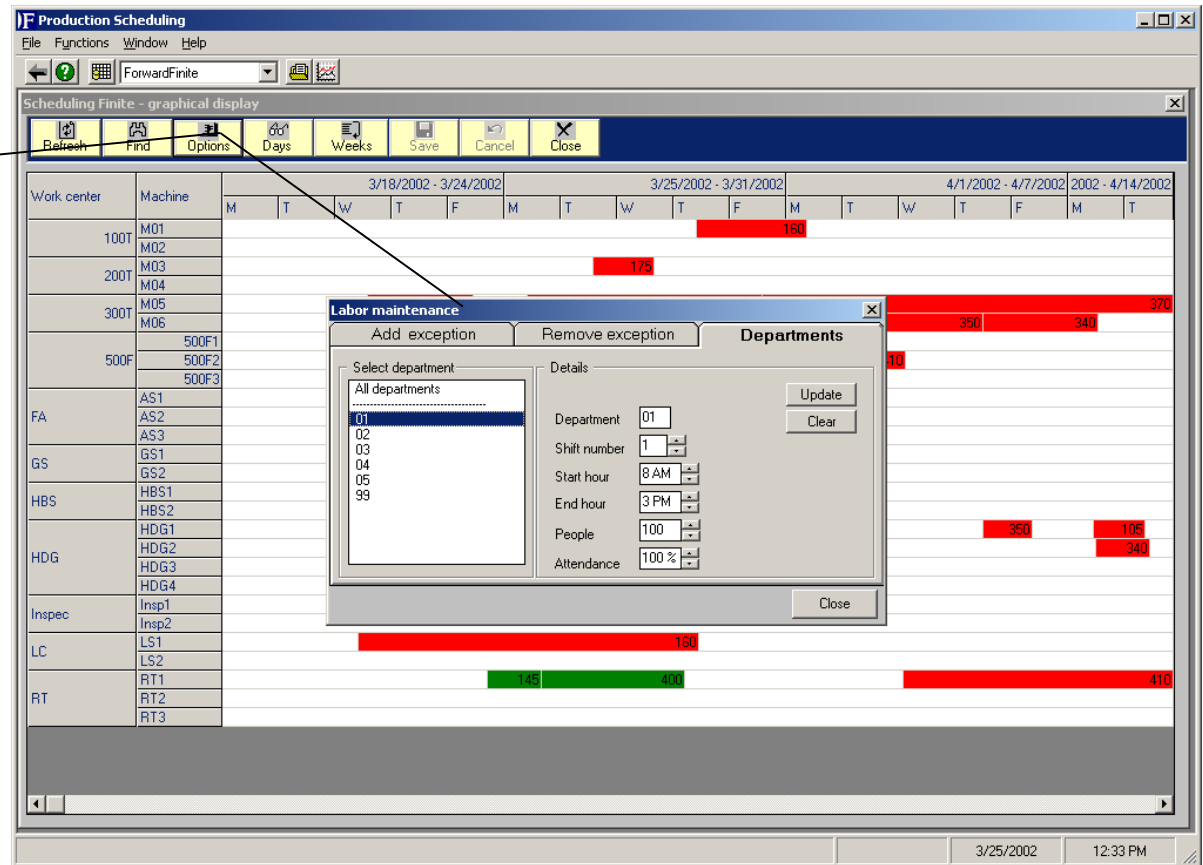 Production Scheduling
File Functions Window Help
ForwardFinite
Scheduling Finite - graphical display
Refresh Find Options Days Weeks Save Cancel Close
Work center Machine 3/18/2002 - 3/24/2002 3/25/2002 - 3/31/2002 4/1/2002 - 4/7/2002 2002 - 4/14/2002
M T W T F M T W T F M T W T F M T
100T M01 160
M02
200T M03 175
M04
300T M05 370
M06 350 340
500F 500F1
500F2 10
500F3
FA AS1
AS2
AS3
GS GS1
GS2
HBS HBS1
HBS2
HDG HDG1 350 105
HDG2 340
HDG3
HDG4
Inspec Insp1
Insp2
LC LS1 160
LS2
RT RT1 145 400 410
RT2
RT3
Labor maintenance
Add exception Remove exception Departments
Select department
All departments
01
02
03
04
05
99
Details
Department 01
Shift number 1
Start hour 8 AM
End hour 3 PM
People 100
Attendance 100 %
Update
Clear
Close
3/25/2002 12:33 PM